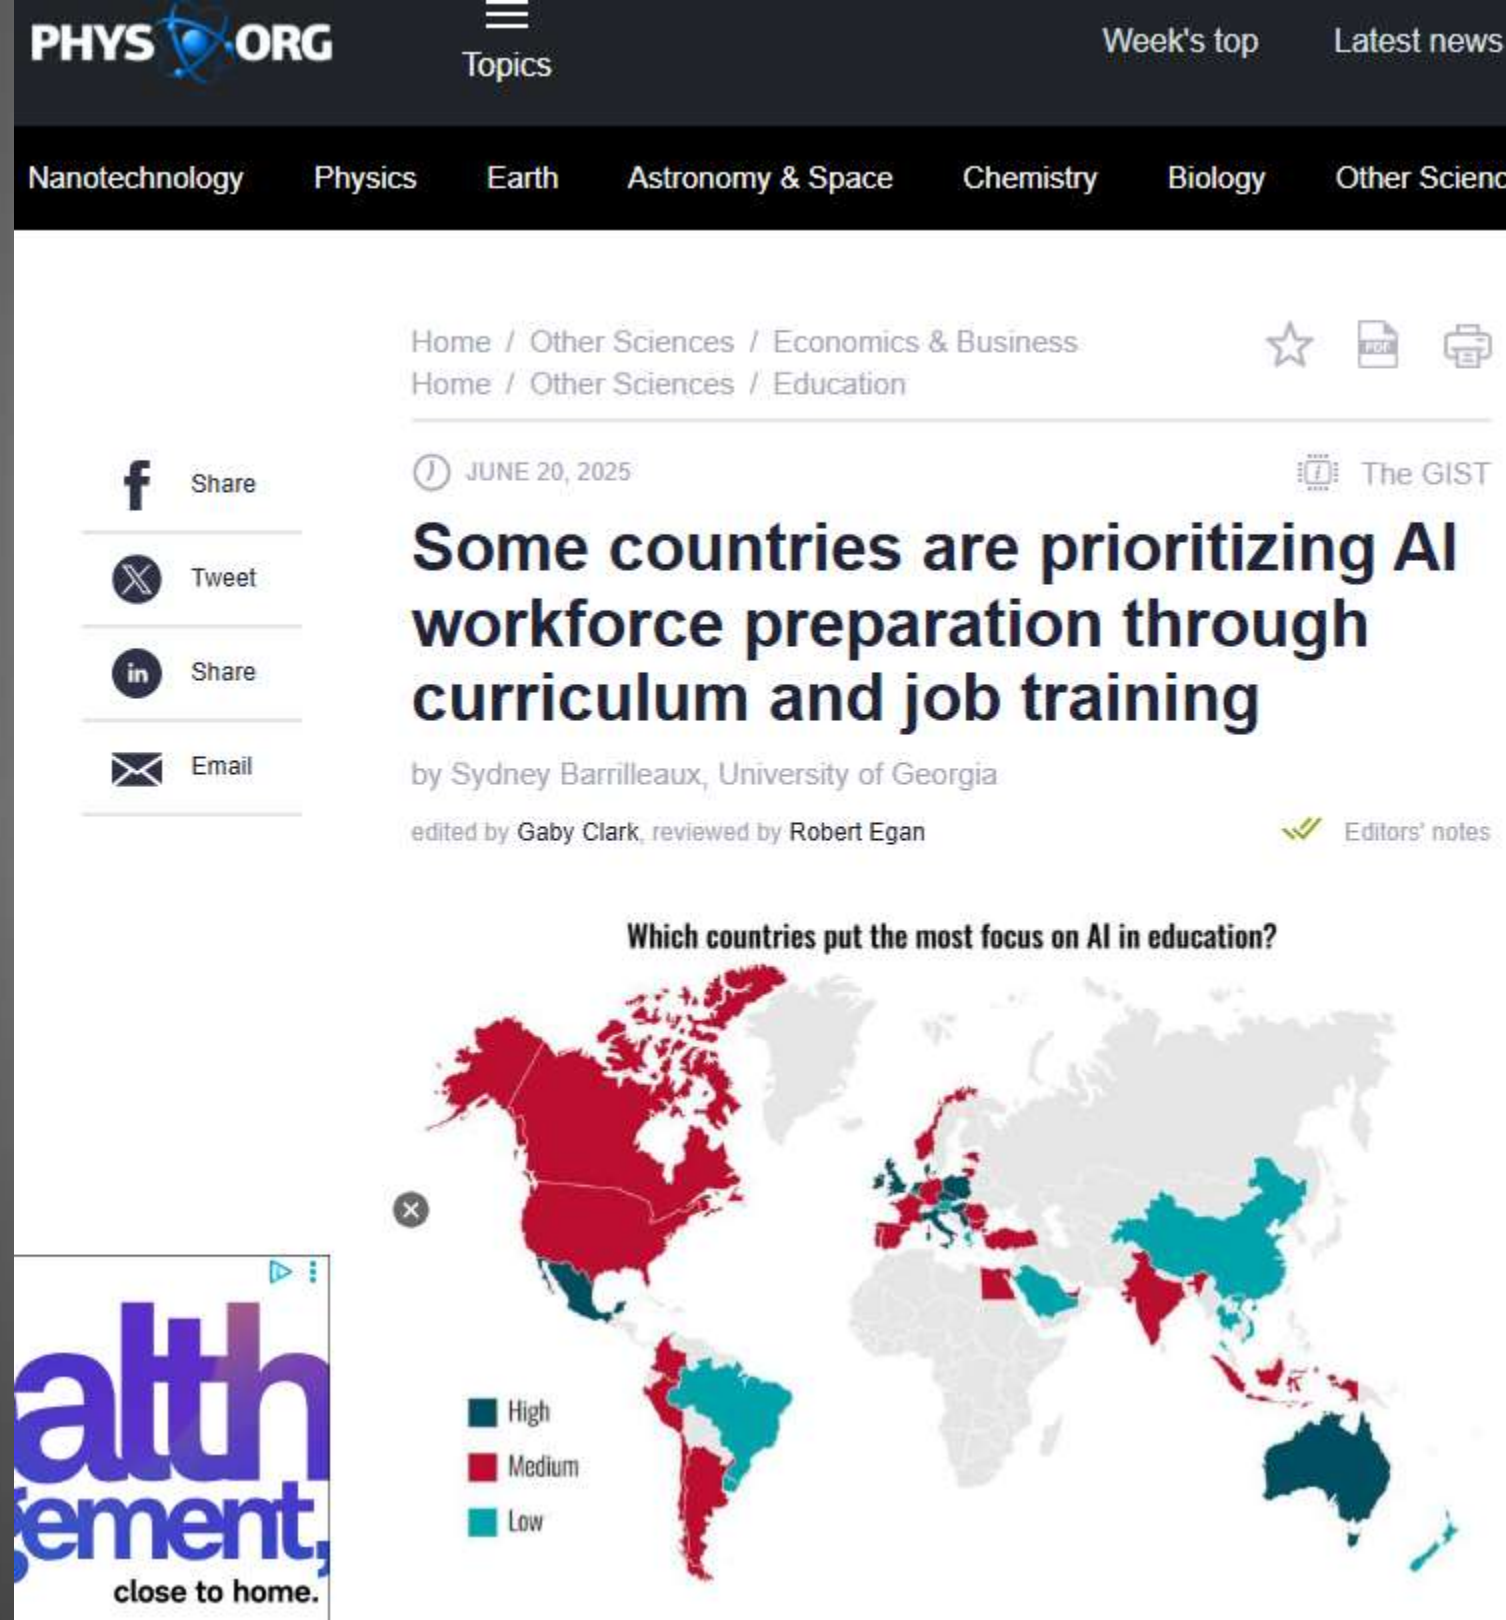 PHYS ORG
Topics
Week's top
Latest news
Nanotechnology
Physics
Earth
Astronomy & Space
Chemistry
Biology
Other Scienc
Home / Other Sciences / Economics & Business
Home / Other Sciences / Education
PDF
JUNE 20, 2025
The GIST
Some countries are prioritizing AI
workforce preparation through
curriculum and job training
by Sydney Barrilleaux, University of Georgia
edited by Gaby Clark, reviewed by Robert Egan
Editors' notes
f Share
X Tweet
in Share
Email
Which countries put the most focus on AI in education?
High
Medium
Low
alth
gement,
close to home.